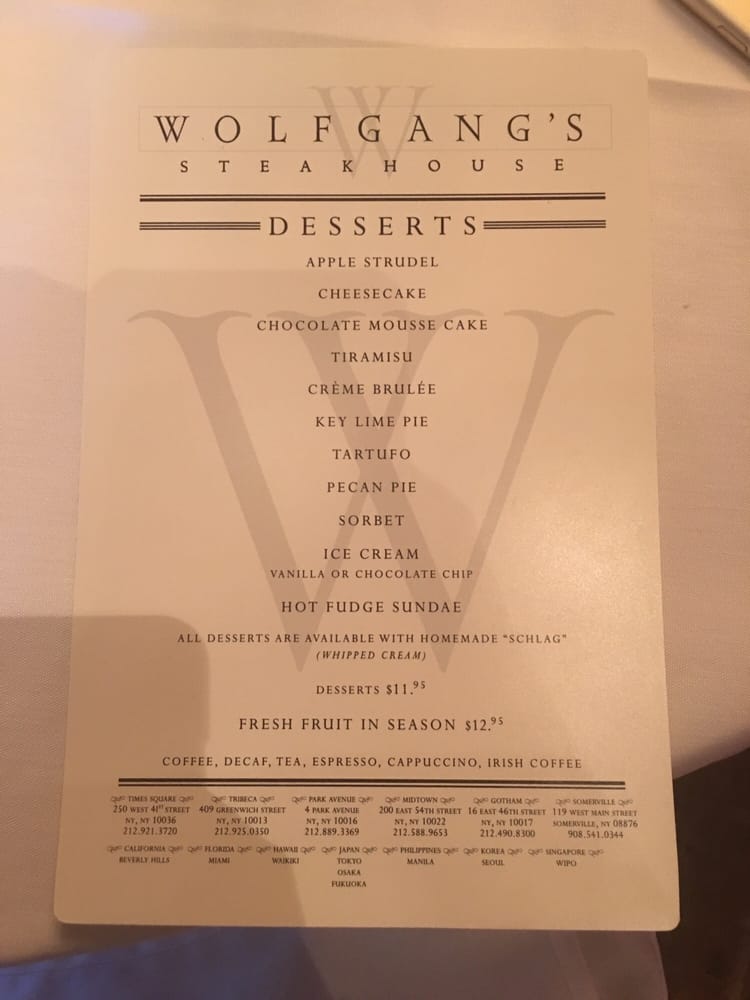 WOLFGANG'S
STEAKHOUSE
DESSERTS
APPLE STRUDEL
CHEESECAKE
CHOCOLATE MOUSSE CAKE
TIRAMISU
CRÈME BRULÉE
KEY LIME PIE
TARTUFO
PECAN PIE
SORBET
ICE CREAM
VANILLA OR CHOCOLATE CHIP
HOT FUDGE SUNDAE
ALL DESSERTS ARE AVAILABLE WITH HOMEMADE "SCHLAG"
(WHIPPED CREAM)
DESSERTS $11.95
FRESH FRUIT IN SEASON $12.95
COFFEE, DECAF, TEA, ESPRESSO, CAPPUCCINO, IRISH COFFEE
TIMES SQUARE TRIBECA PARK AVENUE MIDTOWN GOTHAM SOMERVILLE
250 WEST 41ST STREET 409 GREENWICH STREET 4 PARK AVENUE 200 EAST 54TH STREET 16 EAST 46TH STREET 119 WEST MAIN STREET
NY, NY 10036 NY, NY 10013 NY, NY 10016 NY, NY 10022 NY, NY 10017 SOMERVILLE, NY 08876
212.921.3720 212.925.0350 212.889.3369 212.588.9653 212.490.8300 908.541.0344
CALIFORNIA FLORIDA HAWAII JAPAN PHILIPPINES KOREA SINGAPORE
BEVERLY HILLS MIAMI WAIKIKI TOKYO MANILA SEOUL WIPO
OSAKA
FUKUOKA